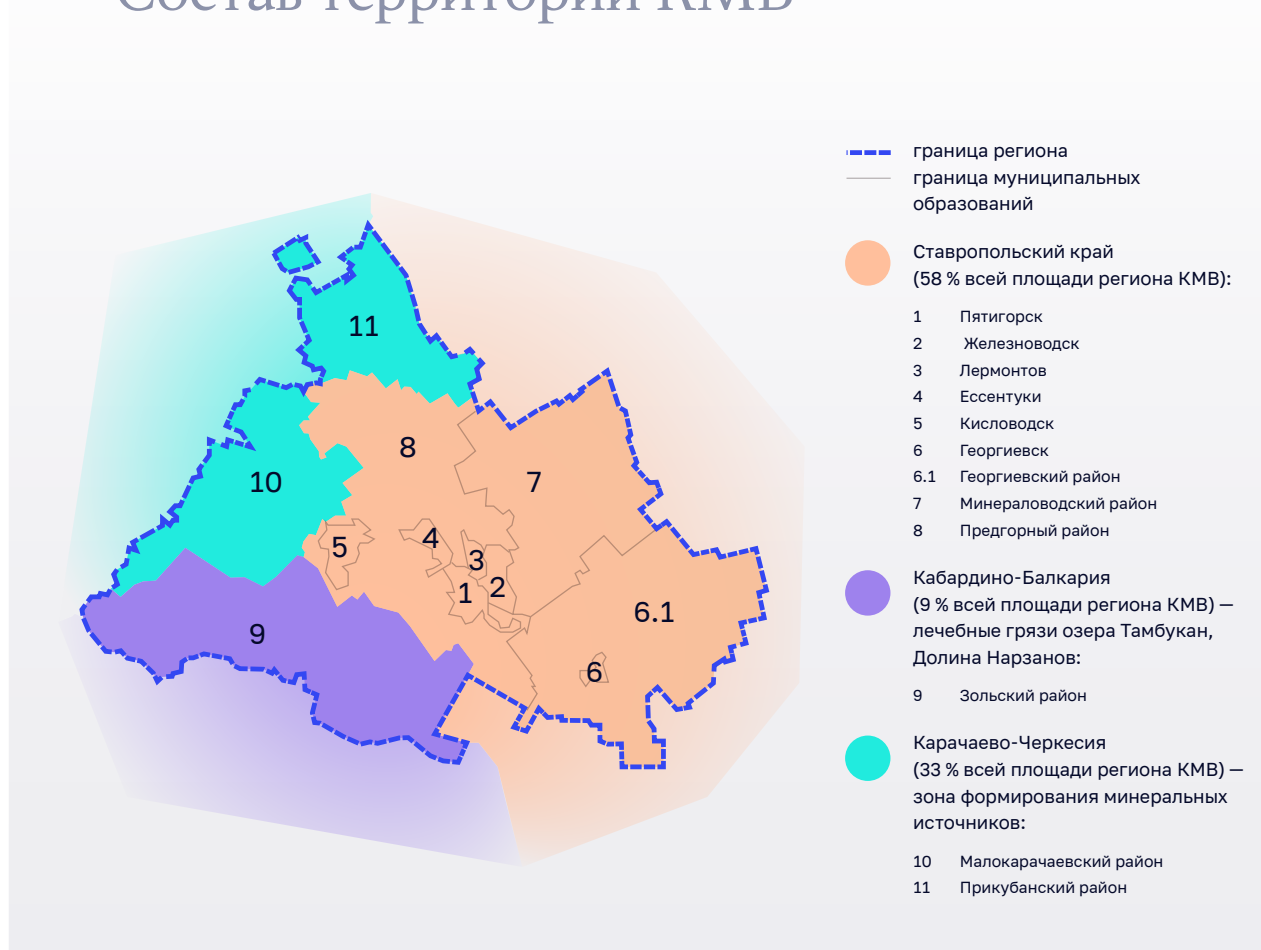 Состав территории КМВ
граница региона
граница муниципальных
образований
Ставропольский край
(58 % всей площади региона КМВ):
1 Пятигорск
2 Железноводск
3 Лермонтов
4 Ессентуки
5 Кисловодск
6 Георгиевск
6.1 Георгиевский район
7 Минераловодский район
8 Предгорный район
Кабардино-Балкария
(9 % всей площади региона КМВ) —
лечебные грязи озера Тамбукан,
Долина Нарзанов:
9 Зольский район
Карачаево-Черкесия
(33 % всей площади региона КМВ) —
зона формирования минеральных
источников:
10 Малокарачаевский район
11 Прикубанский район
11
8
10
7
5
4
3
2
1
6.1
9
6